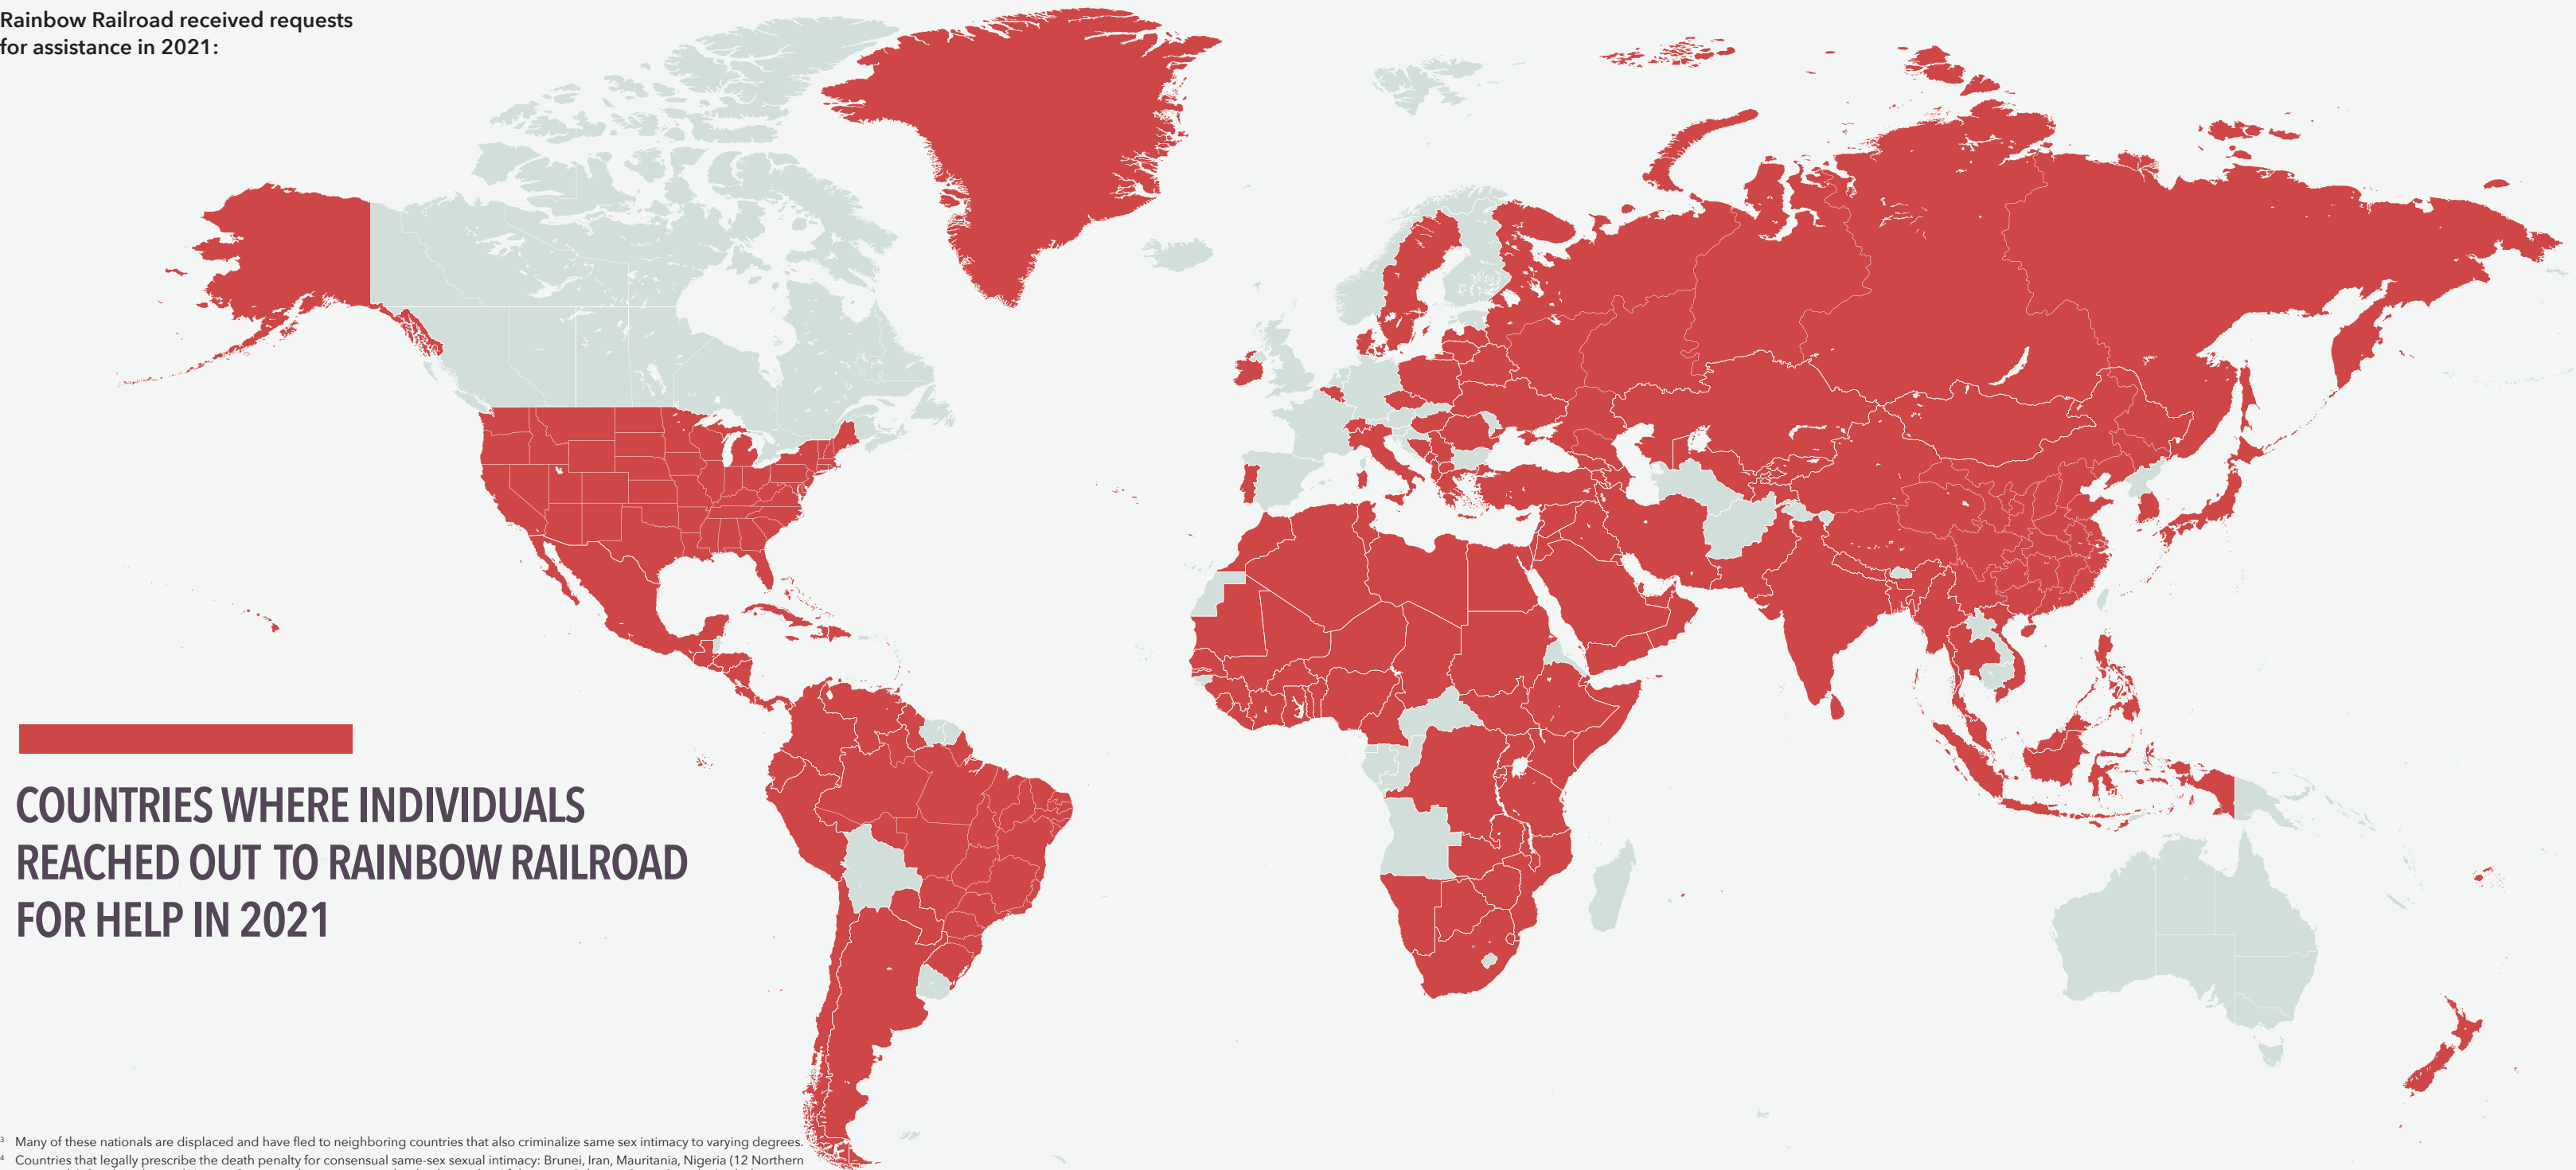 Rainbow Railroad received requests
for assistance in 2021:
COUNTRIES WHERE INDIVIDUALS
REACHED OUT TO RAINBOW RAILROAD
FOR HELP IN 2021
3 Many of these nationals are displaced and have fled to neighboring countries that also criminalize same sex intimacy to varying degrees.
4 Countries that legally prescribe the death penalty for consensual same-sex sexual intimacy: Brunei, Iran, Mauritania, Nigeria (12 Northern